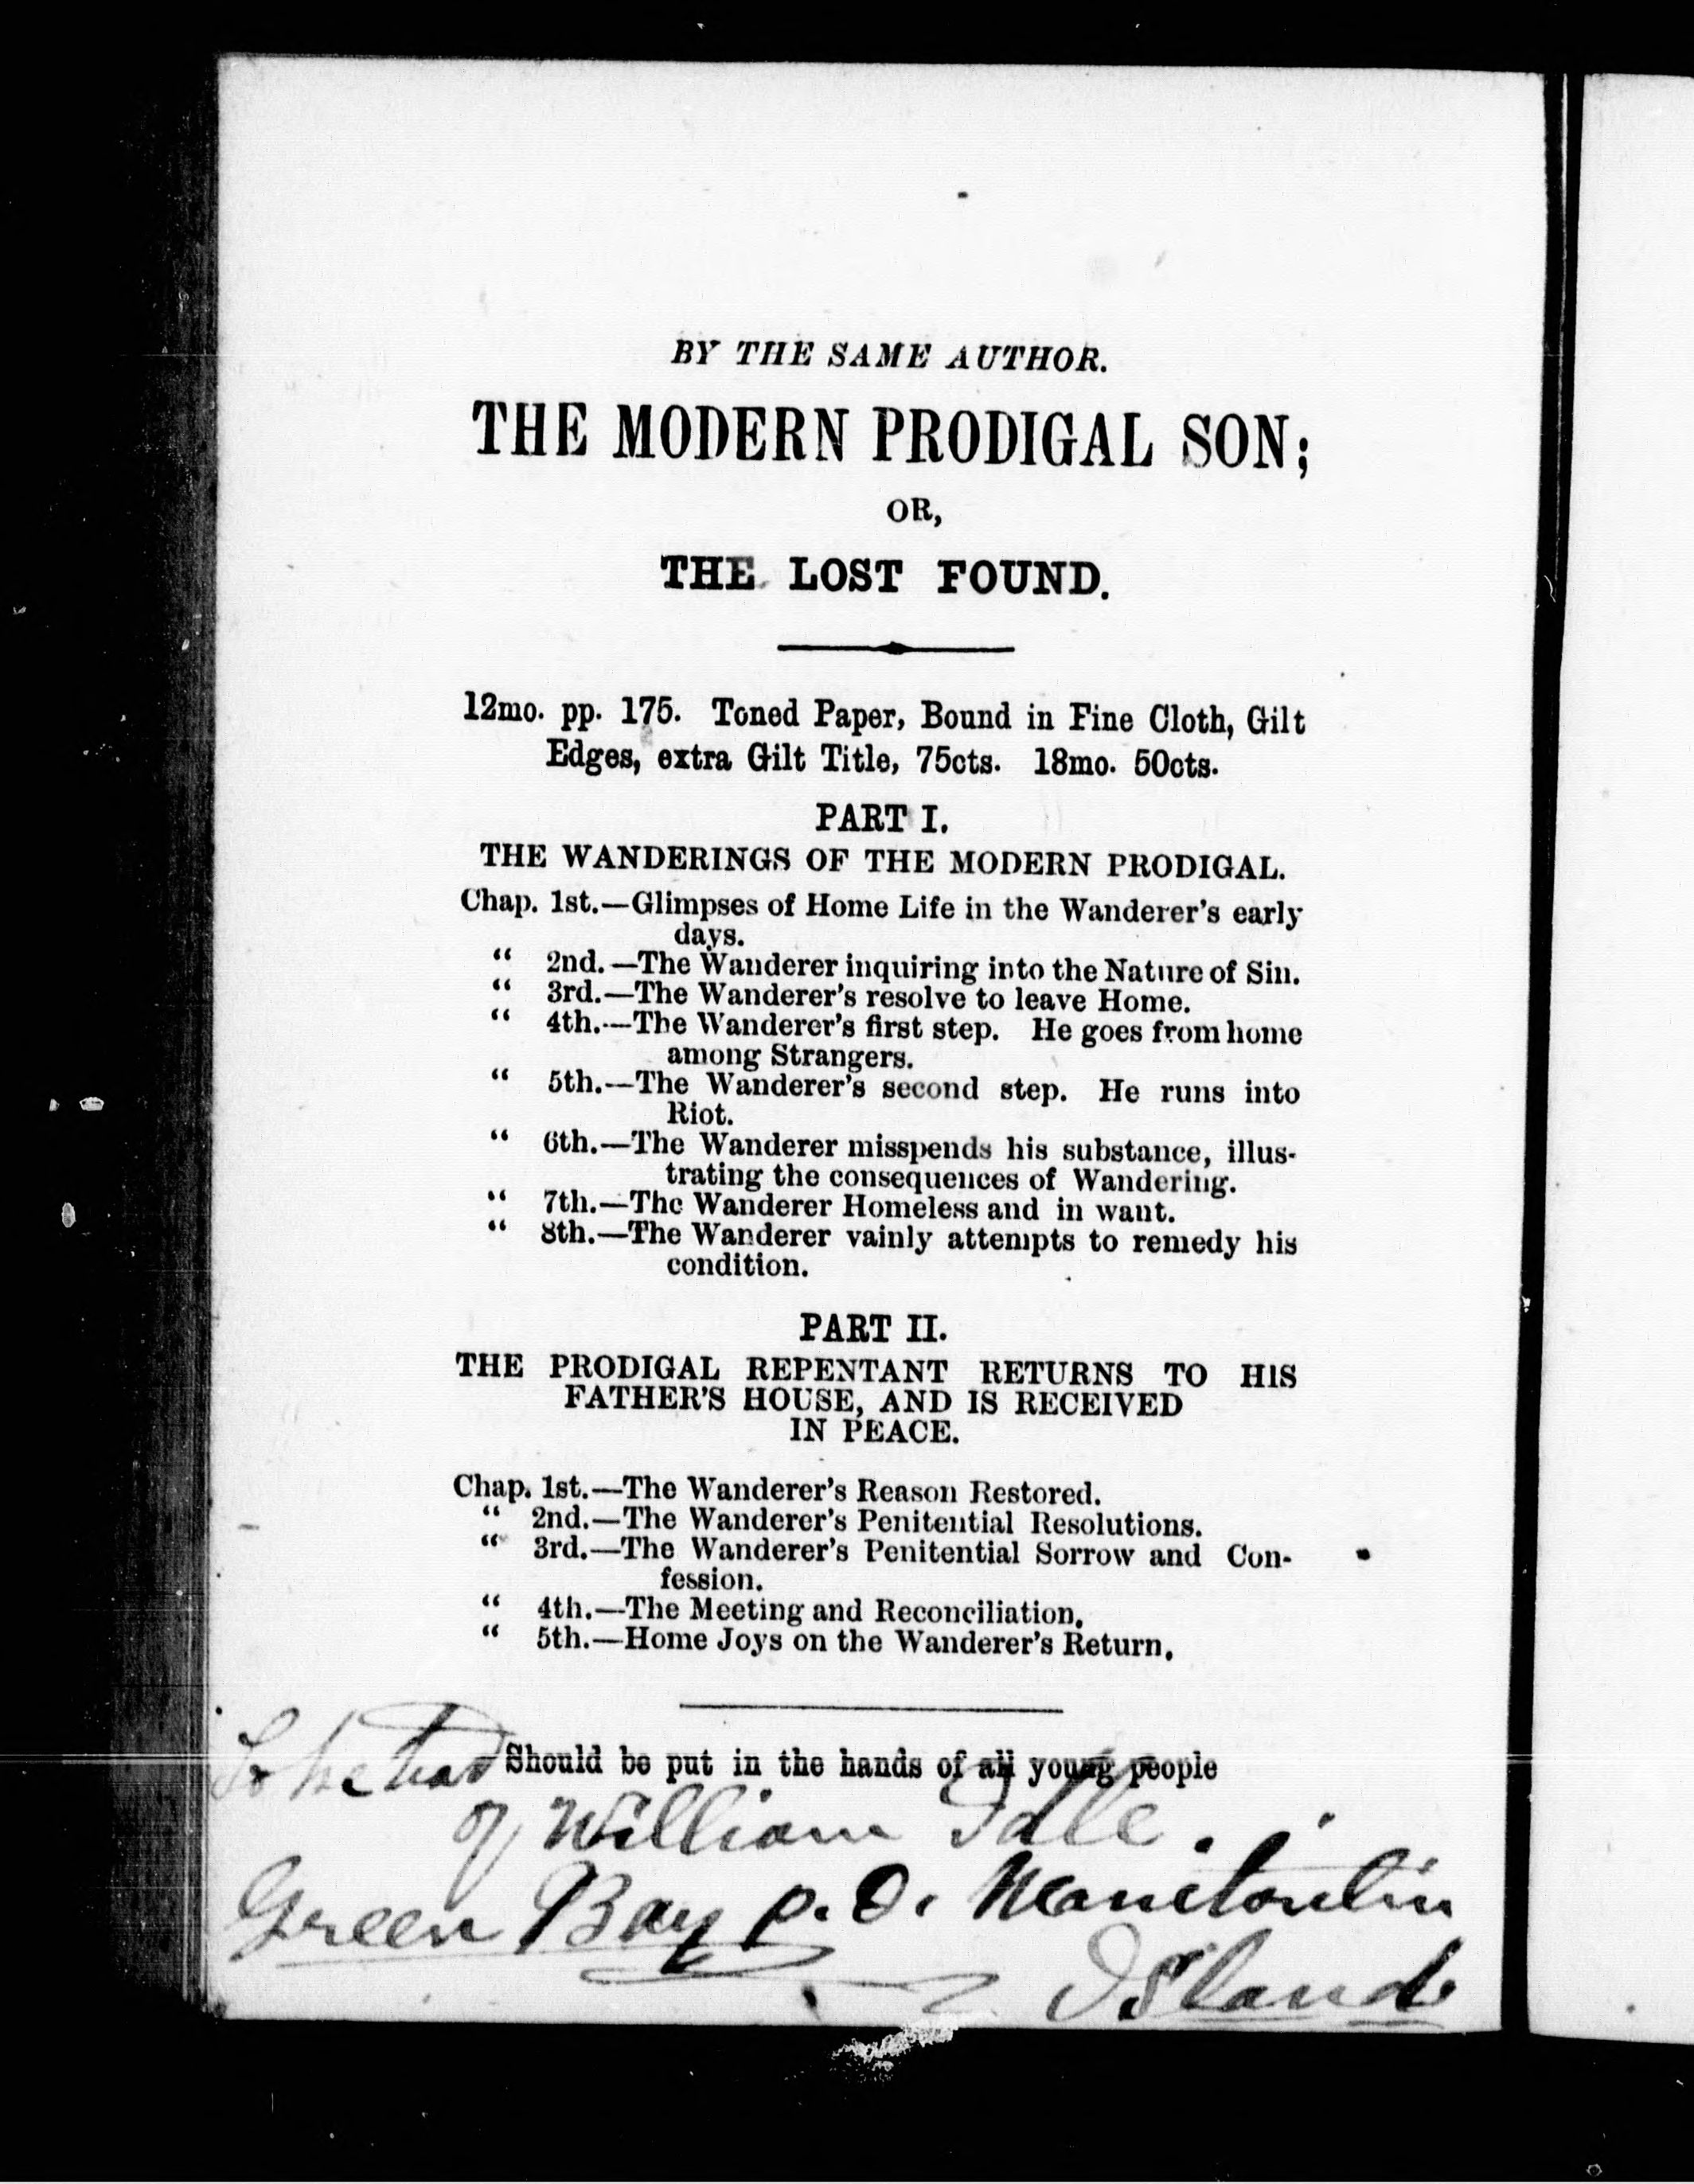 BY THE SAME AUTHOR.
THE MODERN PRODIGAL SON;
OR,
THE LOST FOUND.
12mo. pp. 175. Toned Paper, Bound in Fine Cloth, Gilt
Edges, extra Gilt Title, 75cts. 18mo. 50cts.
PART I.
THE WANDERINGS OF THE MODERN PRODIGAL.
Chap. 1st.—Glimpses of Home Life in the Wanderer's early
days.
“ 2nd.—The Wanderer inquiring into the Nature of Sin.
“ 3rd.—The Wanderer's resolve to leave Home.
“ 4th.—The Wanderer's first step. He goes from home
among Strangers.
“ 5th.—The Wanderer's second step. He runs into
Riot.
“ 6th.—The Wanderer misspends his substance, illus-
trating the consequences of Wandering.
“ 7th.—The Wanderer Homeless and in want.
“ 8th.—The Wanderer vainly attempts to remedy his
condition.
PART II.
THE PRODIGAL REPENTANT RETURNS TO HIS
FATHER'S HOUSE, AND IS RECEIVED
IN PEACE.
Chap. 1st.—The Wanderer's Reason Restored.
“ 2nd.—The Wanderer's Penitential Resolutions.
“ 3rd.—The Wanderer's Penitential Sorrow and Con-
fession.
“ 4th.—The Meeting and Reconciliation.
“ 5th.—Home Joys on the Wanderer's Return.
Should be put in the hands of all young people
To be had
of William Idle.
Green Bay P. O. Manitoulin
Island